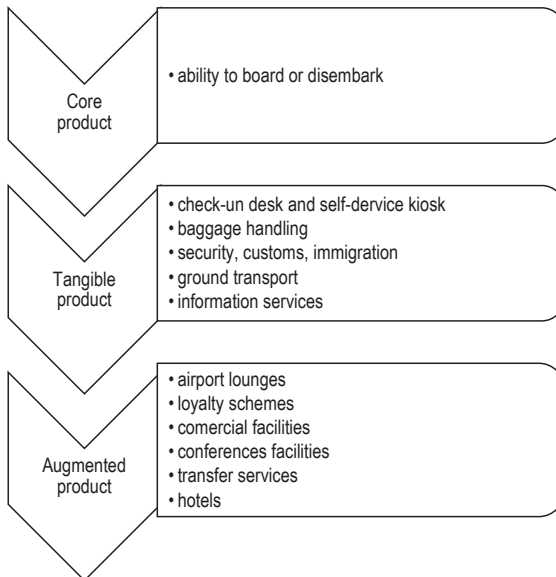 Core
product
• ability to board or disembark
Tangible
product
• check-un desk and self-dervice kiosk
• baggage handling
• security, customs, immigration
• ground transport
• information services
Augmented
product
• airport lounges
• loyalty schemes
• comercial facilities
• conferences facilities
• transfer services
• hotels